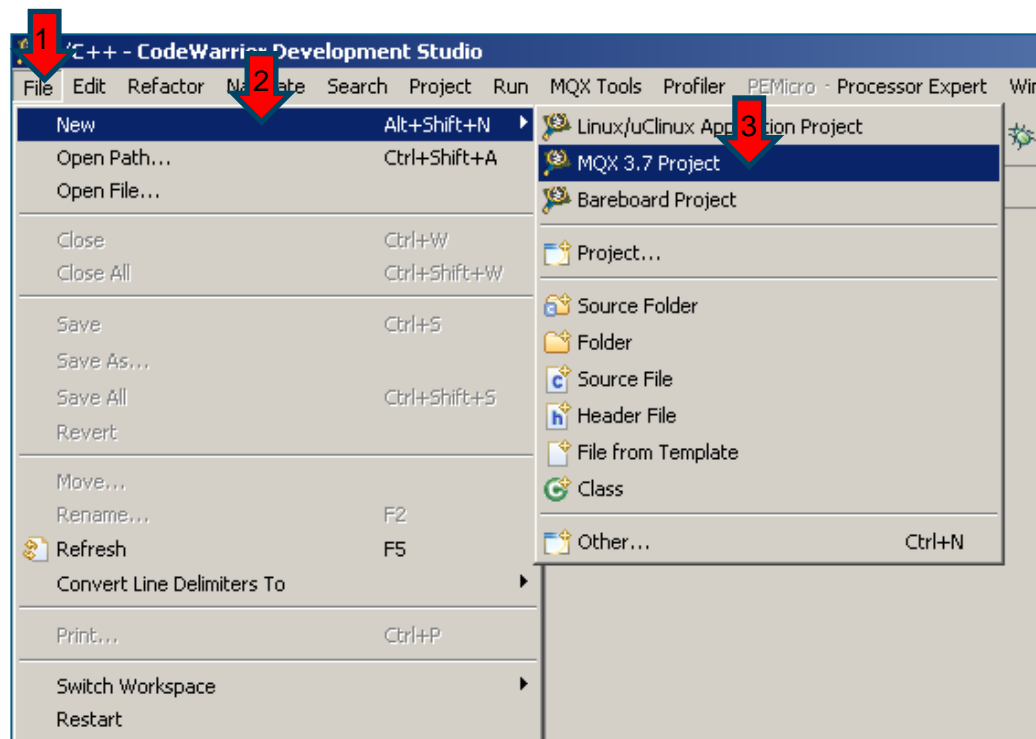 1
/C++ - CodeWarrior Development Studio
2
File Edit Refactor Navigate Search Project Run MQX Tools Profiler PEMicro - Processor Expert
New Alt+Shift+N
Open Path... Ctrl+Shift+A
Open File...
Close Ctrl+W
Close All Ctrl+Shift+W
Save Ctrl+S
Save As...
Save All Ctrl+Shift+S
Revert
Move...
Rename... F2
Refresh F5
Convert Line Delimiters To
Print... Ctrl+P
Switch Workspace
Restart
3
Linux/uClinux Application Project
MQX 3.7 Project
Bareboard Project
Project...
Source Folder
Folder
Source File
Header File
File from Template
Class
Other... Ctrl+N